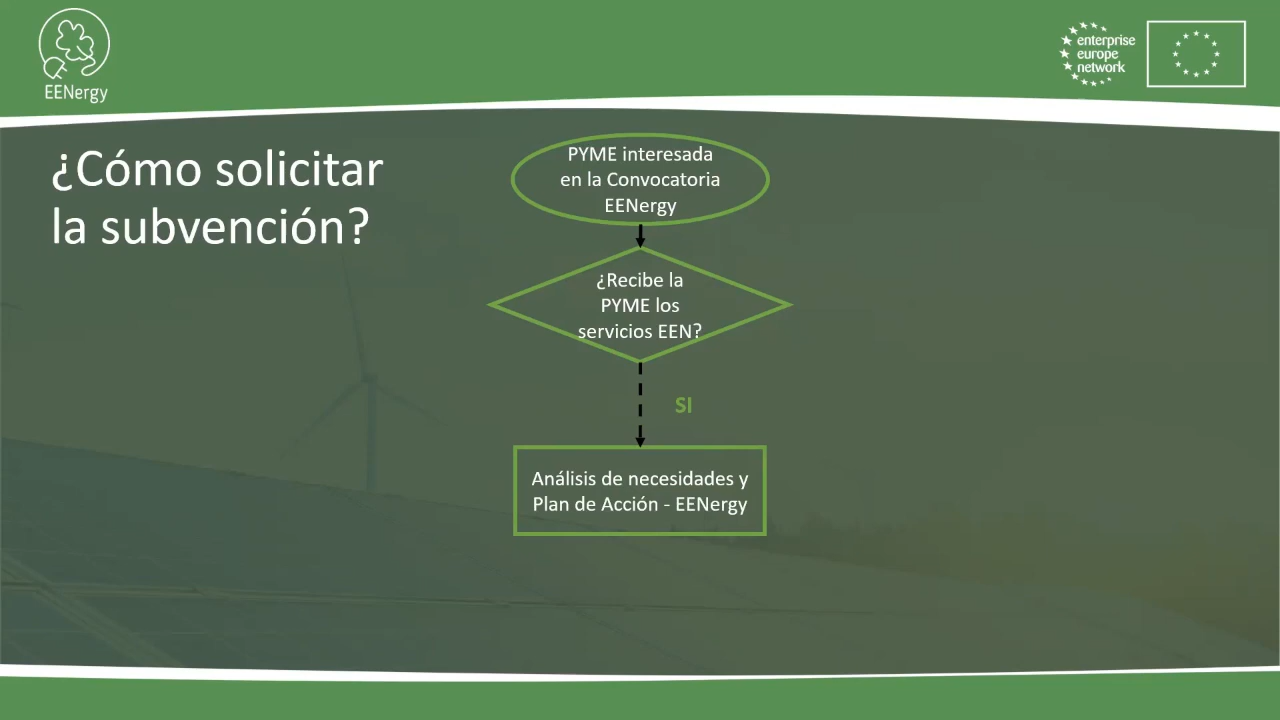 EENergy
enterprise
europe
network
¿Cómo solicitar
la subvención?
PYME interesada
en la Convocatoria
EENergy
¿Recibe la
PYME los
servicios EEN?
SI
Análisis de necesidades y
Plan de Acción - EENergy